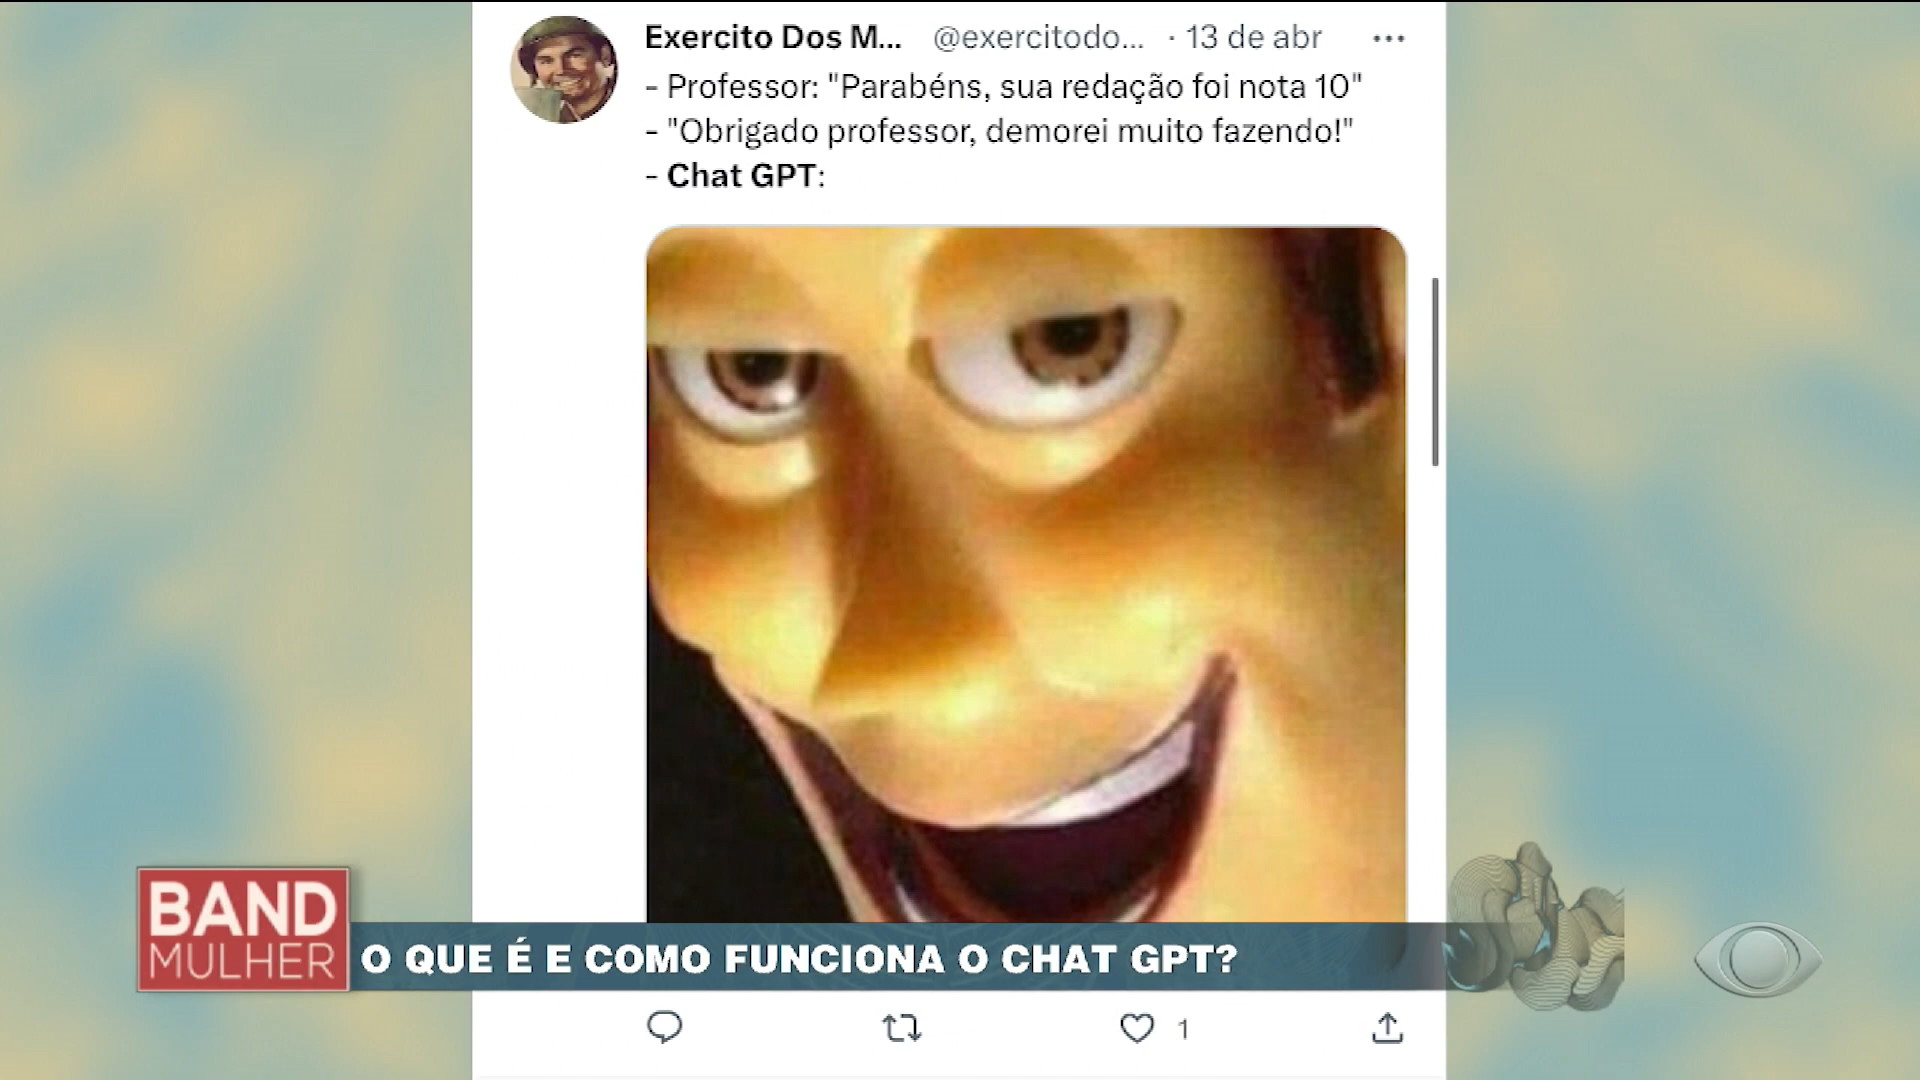 Exercito Dos M... @exercitodo... · 13 de abr
- Professor: "Parabéns, sua redação foi nota 10"
- "Obrigado professor, demorei muito fazendo!"
- Chat GPT:
BAND
MULHER
O QUE É E COMO FUNCIONA O CHAT GPT?
1